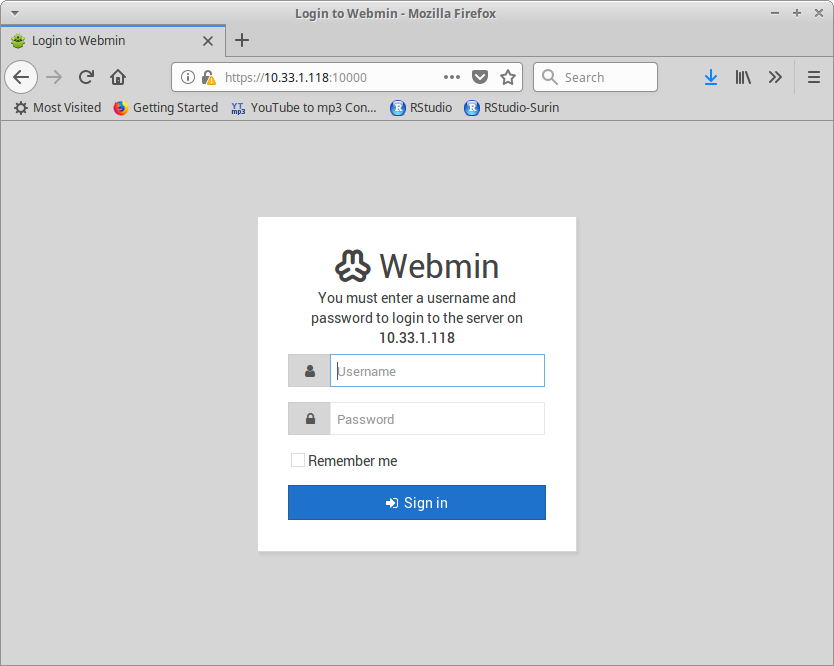 Login to Webmin - Mozilla Firefox
Login to Webmin
https://10.33.1.118:10000
Search
Most Visited
Getting Started
YT mp3
YouTube to mp3 Con...
R
RStudio
R
RStudio-Surin
Webmin
You must enter a username and
password to login to the server on
10.33.1.118
Username
Password
Remember me
Sign in